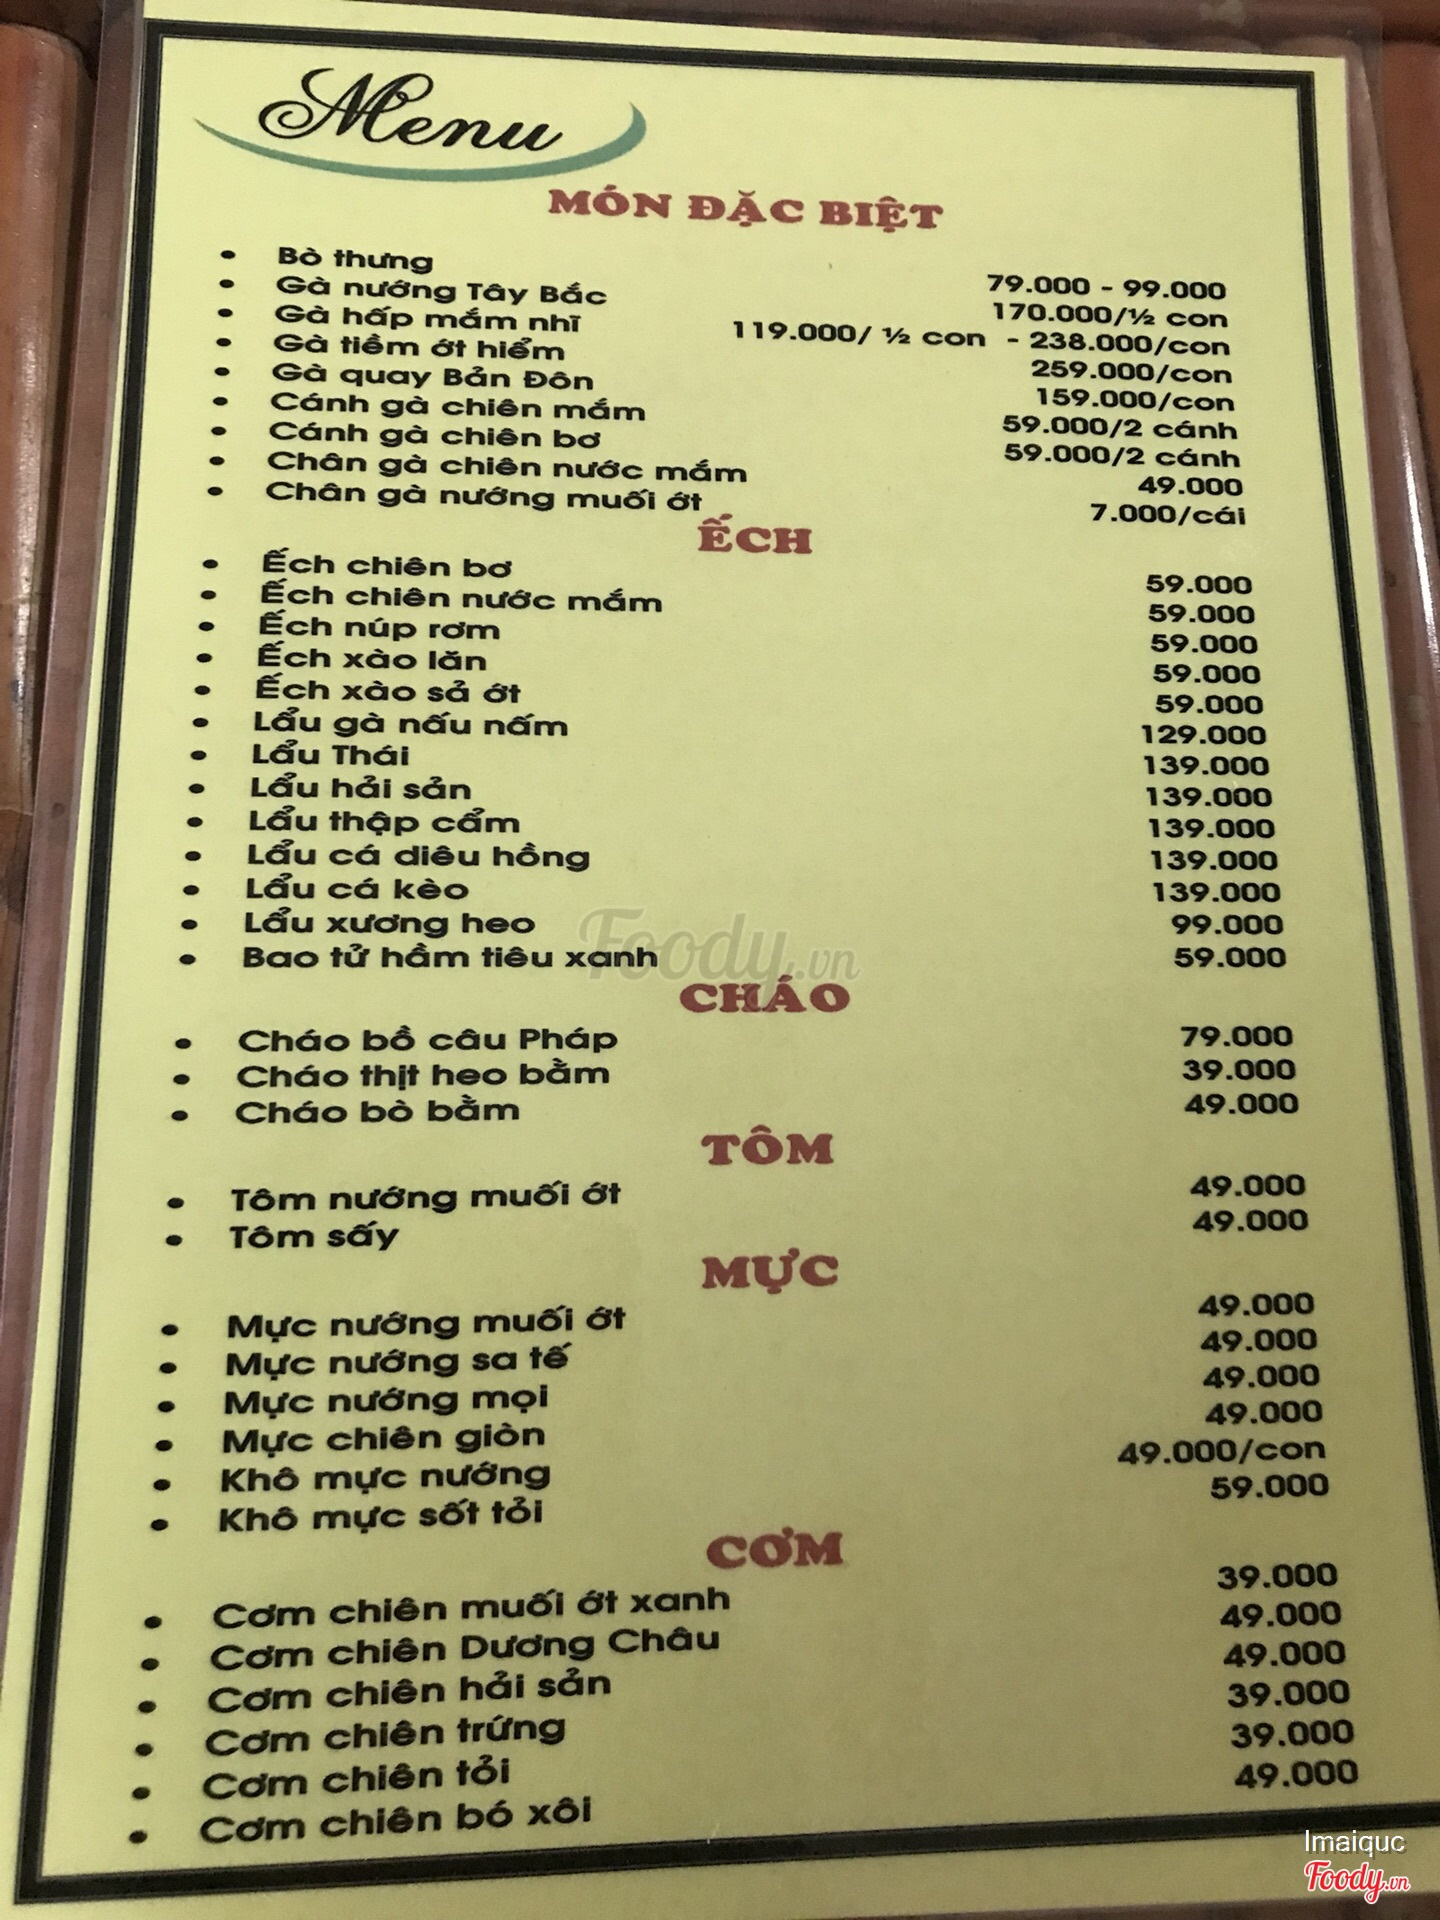 Menu
MÓN ĐẶC BIỆT
• Bò thưng 79.000 - 99.000
• Gà nướng Tây Bắc 170.000/½ con
• Gà hấp mắm nhĩ 119.000/ ½ con - 238.000/con
• Gà tiềm ớt hiểm 259.000/con
• Gà quay Bản Đôn 159.000/con
• Cánh gà chiên mắm 59.000/2 cánh
• Cánh gà chiên bơ 59.000/2 cánh
• Chân gà chiên nước mắm 49.000
• Chân gà nướng muối ớt 7.000/cái
ẾCH
• Ếch chiên bơ 59.000
• Ếch chiên nước mắm 59.000
• Ếch núp rơm 59.000
• Ếch xào lăn 59.000
• Ếch xào sả ớt 59.000
• Lẩu gà nấu nấm 129.000
• Lẩu Thái 139.000
• Lẩu hải sản 139.000
• Lẩu thập cẩm 139.000
• Lẩu cá diêu hồng 139.000
• Lẩu cá kèo 139.000
• Lẩu xương heo 99.000
• Bao tử hầm tiêu xanh 59.000
Foody.vn
CHÁO
• Cháo bồ câu Pháp 79.000
• Cháo thịt heo bằm 39.000
• Cháo bò bằm 49.000
TÔM
• Tôm nướng muối ớt 49.000
• Tôm sấy 49.000
MỰC
• Mực nướng muối ớt 49.000
• Mực nướng sa tế 49.000
• Mực nướng mọi 49.000
• Mực chiên giòn 49.000
• Khô mực nướng 49.000/con
• Khô mực sốt tỏi 59.000
CƠM
• Cơm chiên muối ớt xanh 39.000
• Cơm chiên Dương Châu 49.000
• Cơm chiên hải sản 49.000
• Cơm chiên trứng 39.000
• Cơm chiên tỏi 39.000
• Cơm chiên bó xôi 49.000
Imaiquc
Foody.vn